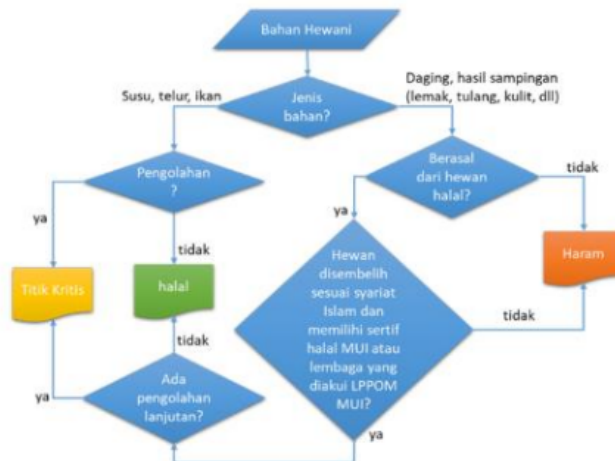 Bahan Hewani
Susu, telur, ikan
Jenis
bahan?
Daging, hasil sampingan
(lemak, tulang, kulit, dll)
Pengolahan
?
Berasal
dari hewan
halal?
tidak
ya
ya
tidak
Titik Kritis
halal
Hewan
disembelih
sesuai syariat
Islam dan
memilihi sertif
halal MUI atau
lembaga yang
diakui LPPOM
MUI?
Haram
tidak
tidak
ya
Ada
pengolahan
lanjutan?
ya